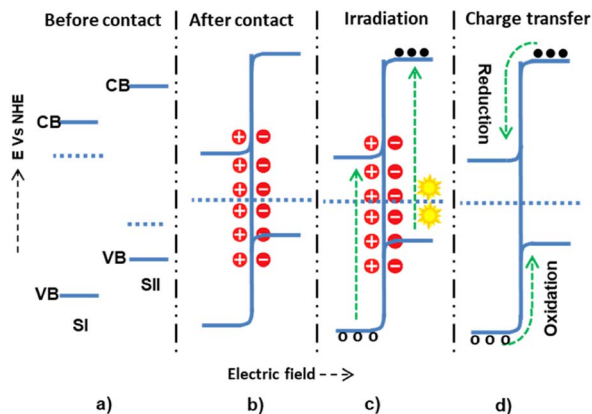 Before contact
After contact
Irradiation
Charge transfer
E Vs NHE
CB
CB
VB
VB
SI
SII
+ −
+ −
+ −
+ −
+ −
+ −
+ −
+ −
+ −
+ −
+ −
+ −
o o o
Reduction
Oxidation
o o o
Electric field
a)
b)
c)
d)